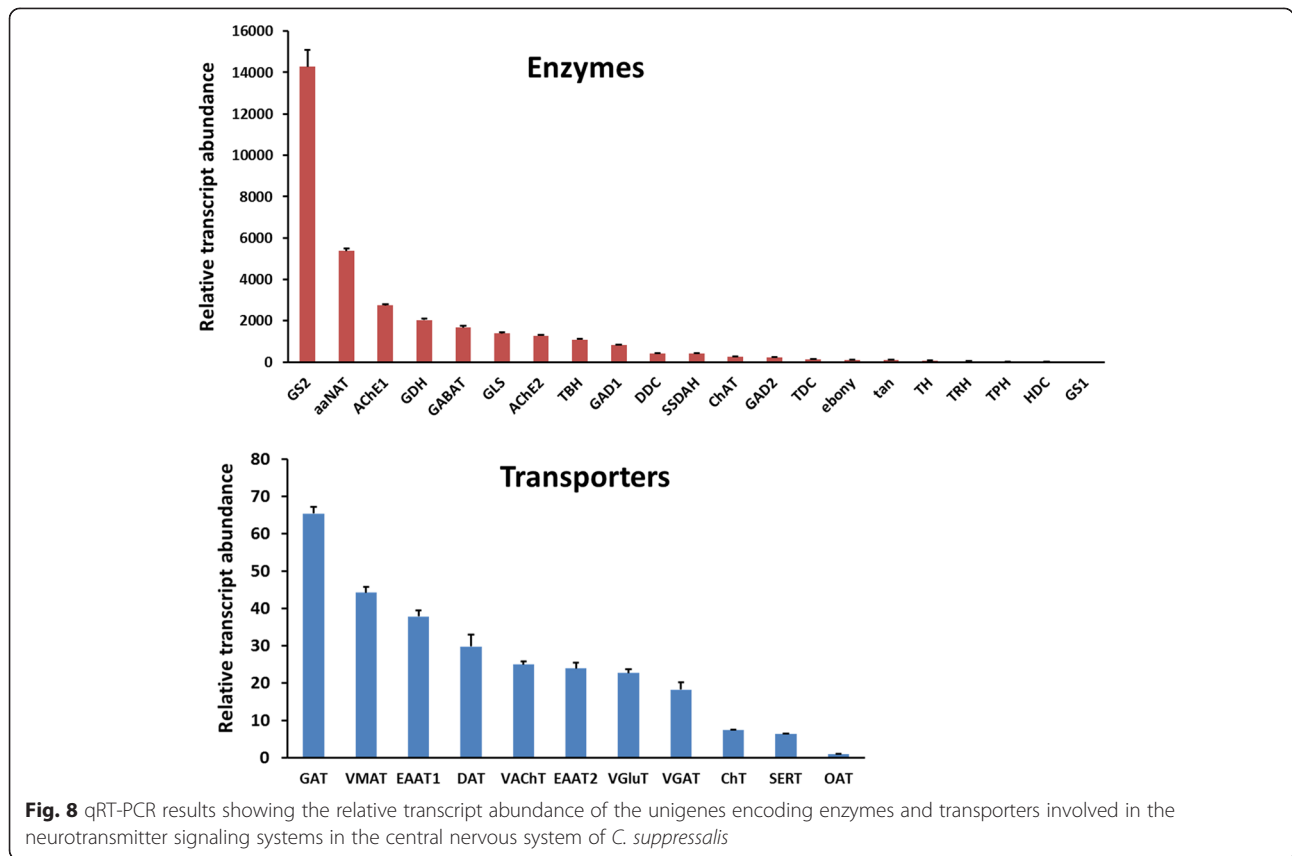 Enzymes
Relative transcript abundance
16000
14000
12000
10000
8000
6000
4000
2000
0
GS2 aaNAT AChE1 GDH GABAT GLS AChE2 TBH GAD1 DDC SSDAH ChAT GAD2 TDC ebony tan TH TRH TPH HDC GS1
Transporters
Relative transcript abundance
80
70
60
50
40
30
20
10
0
GAT VMAT EAAT1 DAT VAChT EAAT2 VGluT VGAT ChT SERT OAT
Fig. 8 qRT-PCR results showing the relative transcript abundance of the unigenes encoding enzymes and transporters involved in the
neurotransmitter signaling systems in the central nervous system of C. suppressalis